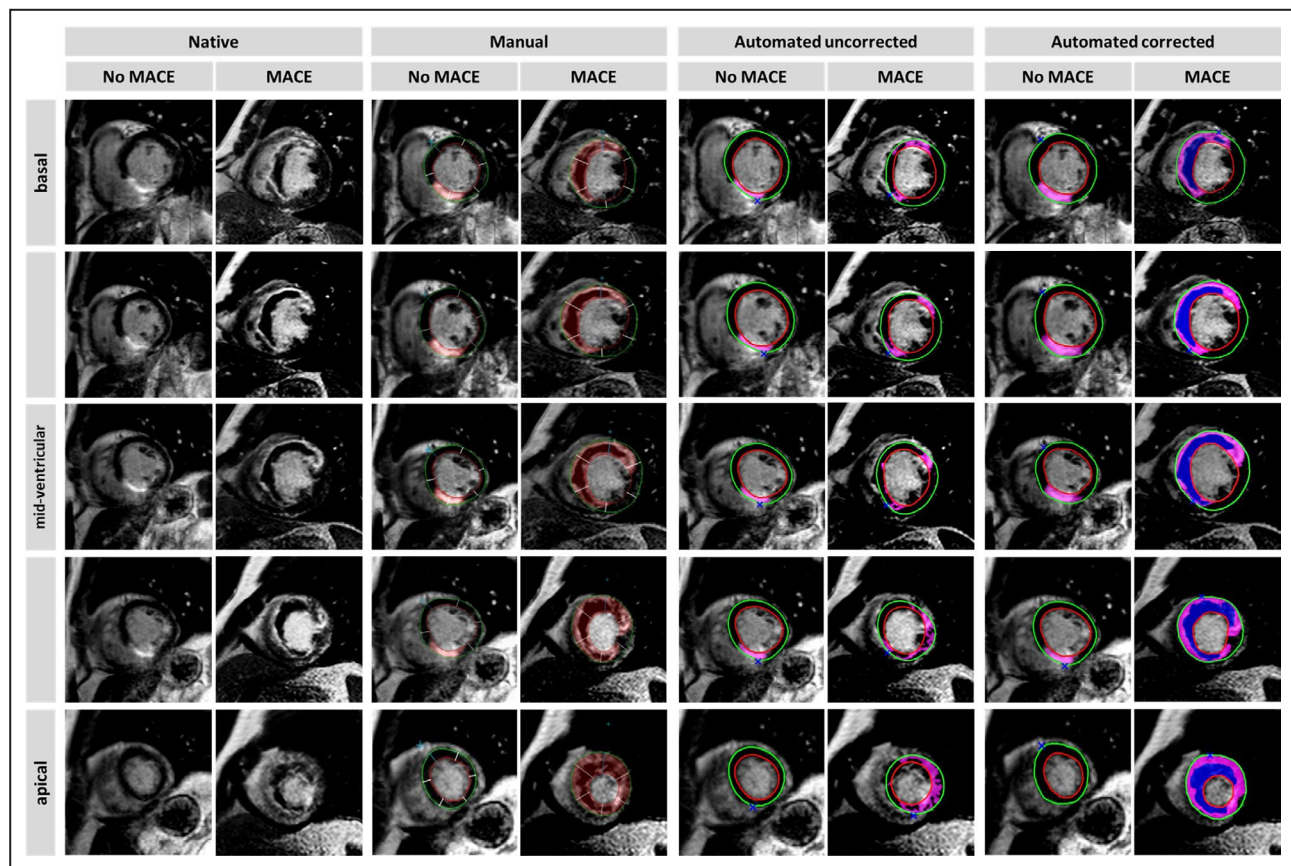 Native Manual Automated uncorrected Automated corrected
No MACE MACE No MACE MACE No MACE MACE No MACE MACE
basal
mid-ventricular
apical